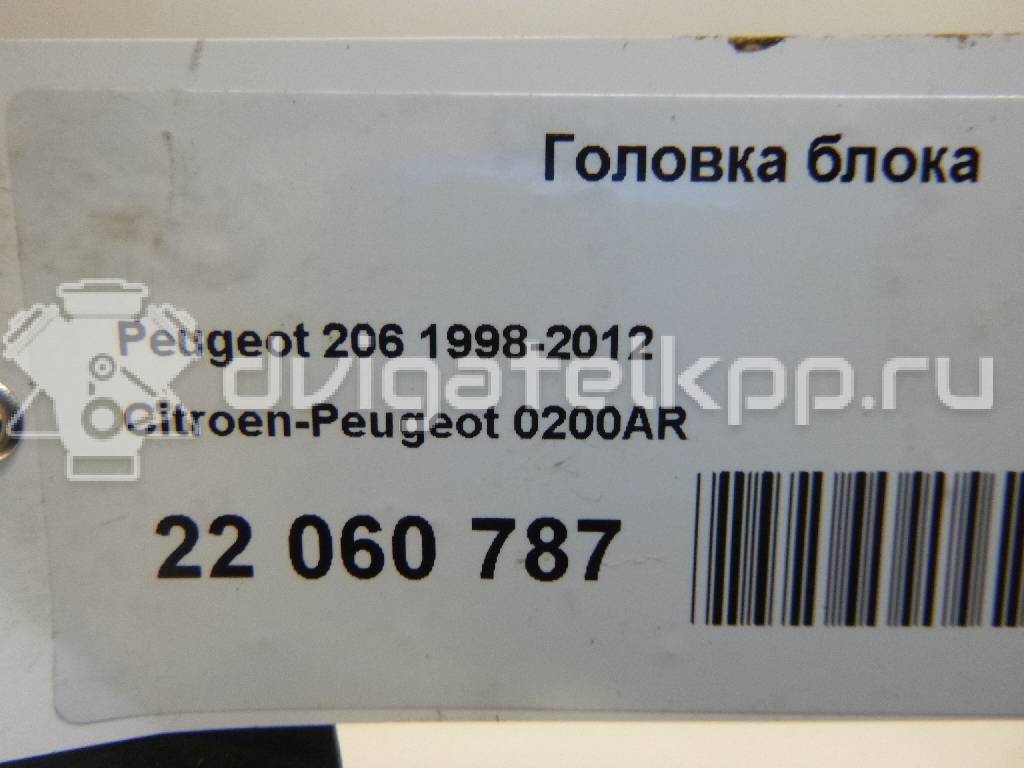 Головка блока
Peugeot 206 1998-2012
dvigatelkpp.ru
Citroen-Peugeot 0200AR
22 060 787